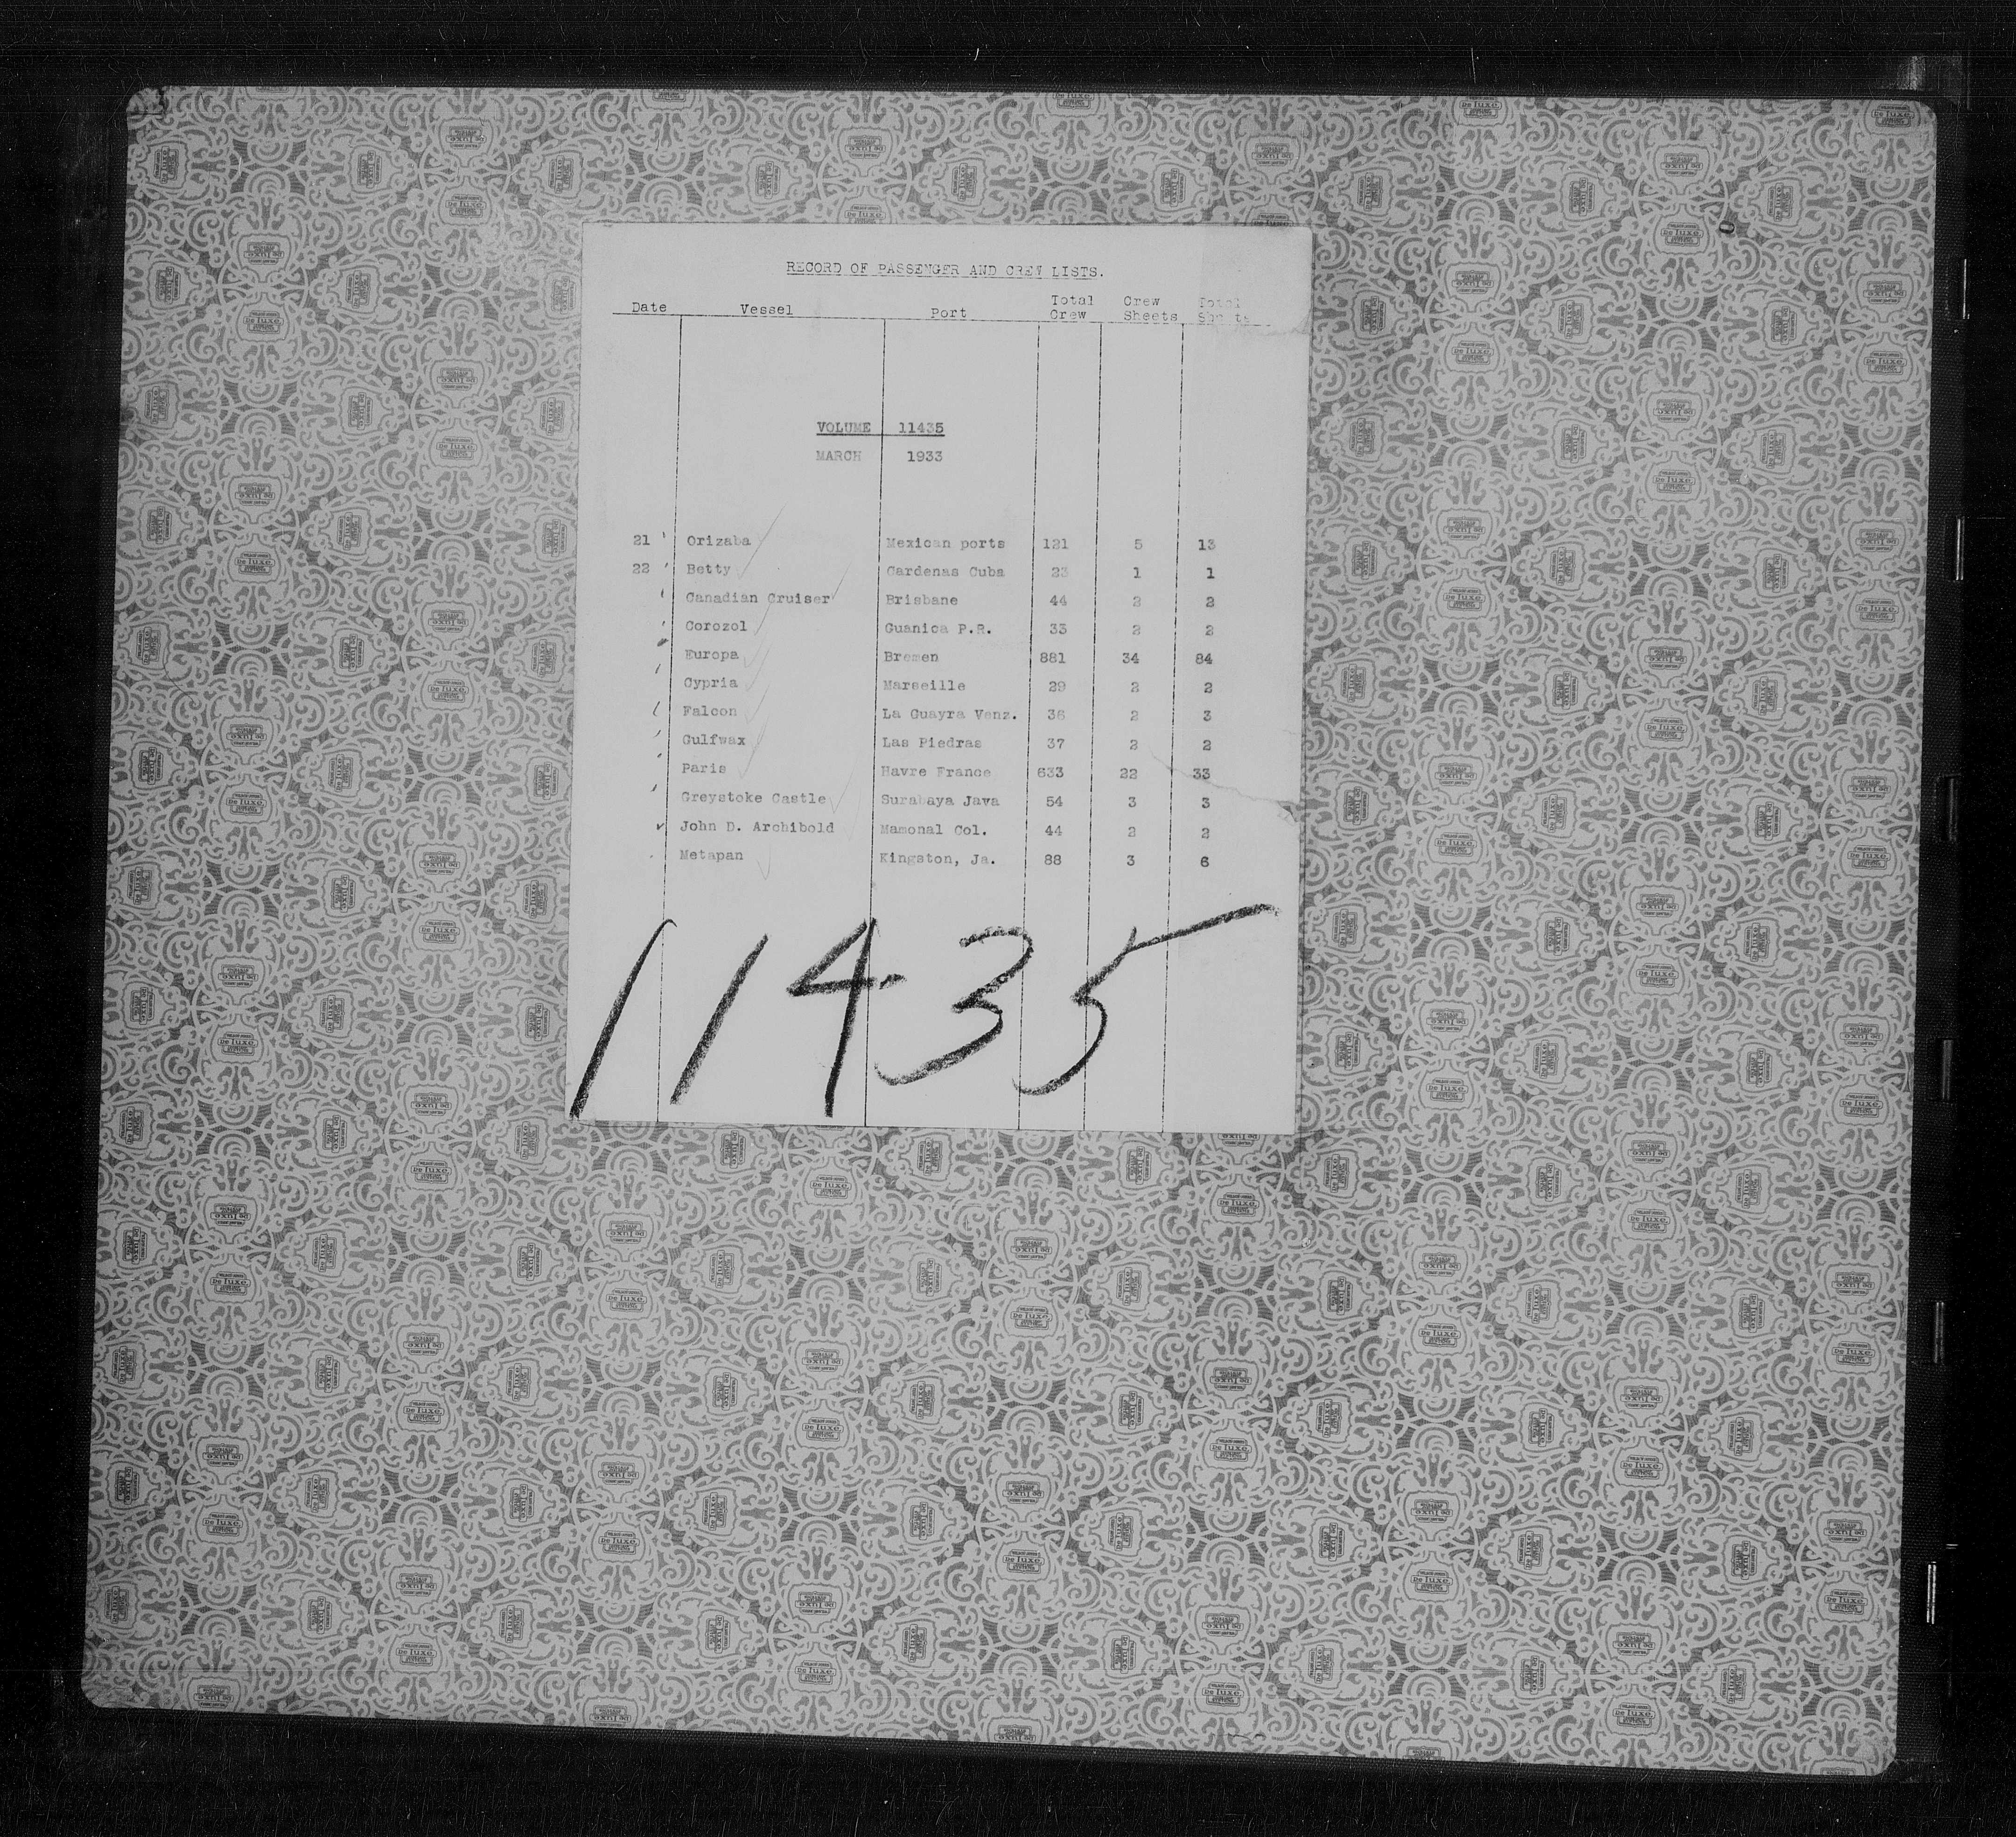 RECORD OF PASSENGER AND CREW LISTS.
Date Vessel Port Total Crew Crew Sheets Total Sheets
VOLUME 11435
MARCH 1933
21 Orizaba Mexican ports 121 5 13
22 Betty Cardenas Cuba 23 1 1
Canadian Cruiser Brisbane 44 2 2
Corozol Guanica P.R. 33 2 2
Europa Bremen 881 34 84
Cypria Marseille 29 2 2
Falcon La Guayra Venz. 36 2 3
Gulfwax Las Piedras 37 2 2
Paris Havre France 633 22 33
Greystoke Castle Surabaya Java 54 3 3
John D. Archibold Mamonal Col. 44 2 2
Metapan Kingston, Ja. 88 3 6
11435
De luxe